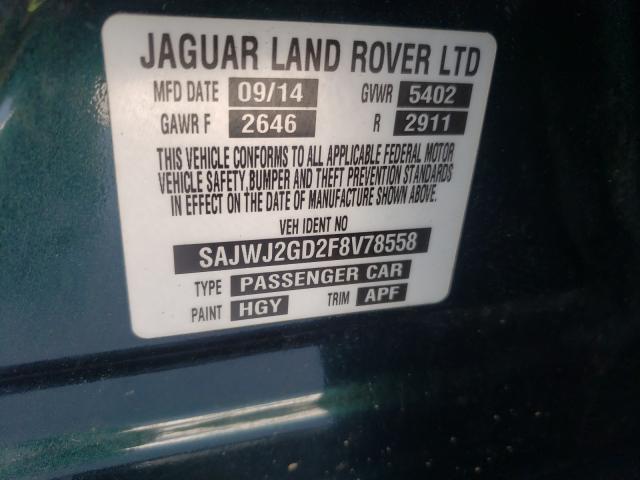 JAGUAR LAND ROVER LTD
MFD DATE 09/14 GVWR 5402
GAWR F 2646 R 2911
THIS VEHICLE CONFORMS TO ALL APPLICABLE FEDERAL MOTOR
VEHICLE SAFETY,BUMPER AND THEFT PREVENTION STANDARDS
IN EFFECT ON THE DATE OF MANUFACTURE SHOWN ABOVE.
VEH IDENT NO
SAJWJ2GD2F8V78558
TYPE PASSENGER CAR
PAINT HGY TRIM APF